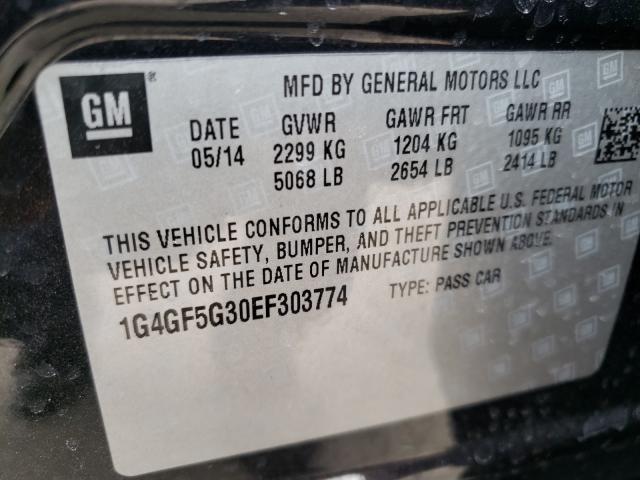 GM
MFD BY GENERAL MOTORS LLC
DATE GVWR GAWR FRT GAWR RR
05/14 2299 KG 1204 KG 1095 KG
5068 LB 2654 LB 2414 LB
THIS VEHICLE CONFORMS TO ALL APPLICABLE U.S. FEDERAL MOTOR
VEHICLE SAFETY, BUMPER, AND THEFT PREVENTION STANDARDS IN
EFFECT ON THE DATE OF MANUFACTURE SHOWN ABOVE.
1G4GF5G30EF303774 TYPE: PASS CAR